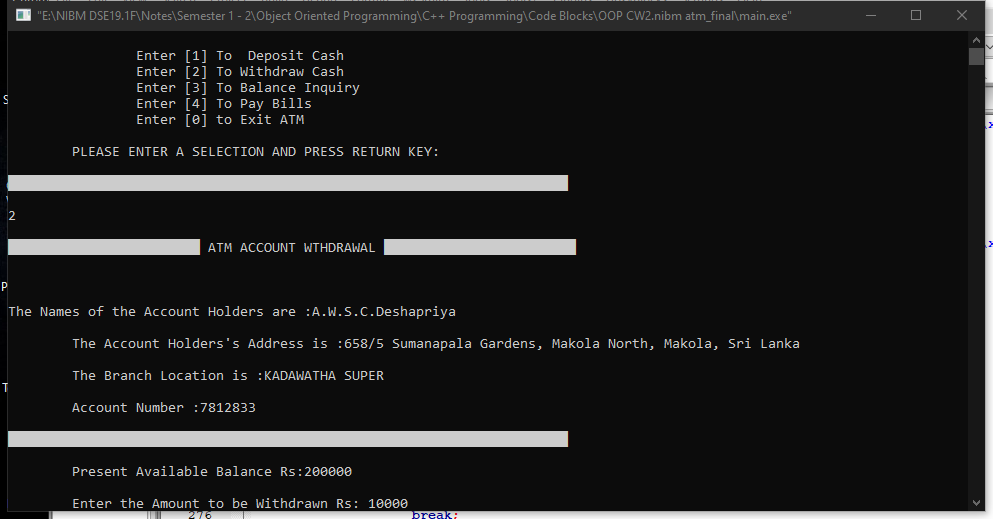 "E:\NIBM DSE19.1F\Notes\Semester 1 - 2\Object Oriented Programming\C++ Programming\Code Blocks\OOP CW2.nibm atm_final\main.exe"
Enter [1] To  Deposit Cash
Enter [2] To Withdraw Cash
Enter [3] To Balance Inquiry
Enter [4] To Pay Bills
Enter [0] to Exit ATM
PLEASE ENTER A SELECTION AND PRESS RETURN KEY:
2
ATM ACCOUNT WTHDRAWAL
The Names of the Account Holders are :A.W.S.C.Deshapriya
The Account Holders's Address is :658/5 Sumanapala Gardens, Makola North, Makola, Sri Lanka
The Branch Location is :KADAWATHA SUPER
Account Number :7812833
Present Available Balance Rs:200000
Enter the Amount to be Withdrawn Rs: 10000
276 break;